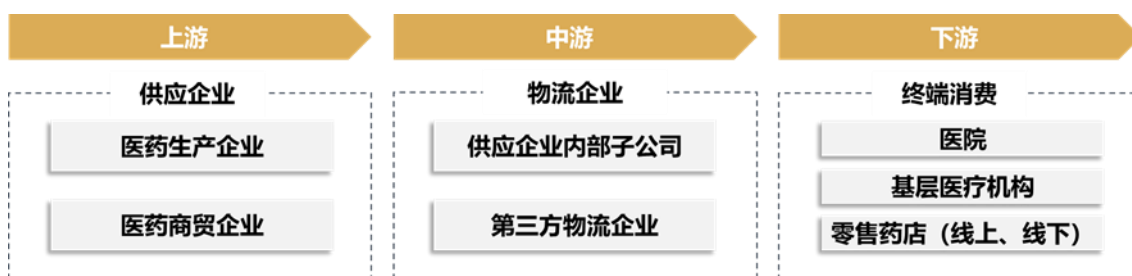 上游
中游
下游
供应企业
物流企业
终端消费
医药生产企业
医药商贸企业
供应企业内部子公司
第三方物流企业
医院
基层医疗机构
零售药店（线上、线下）